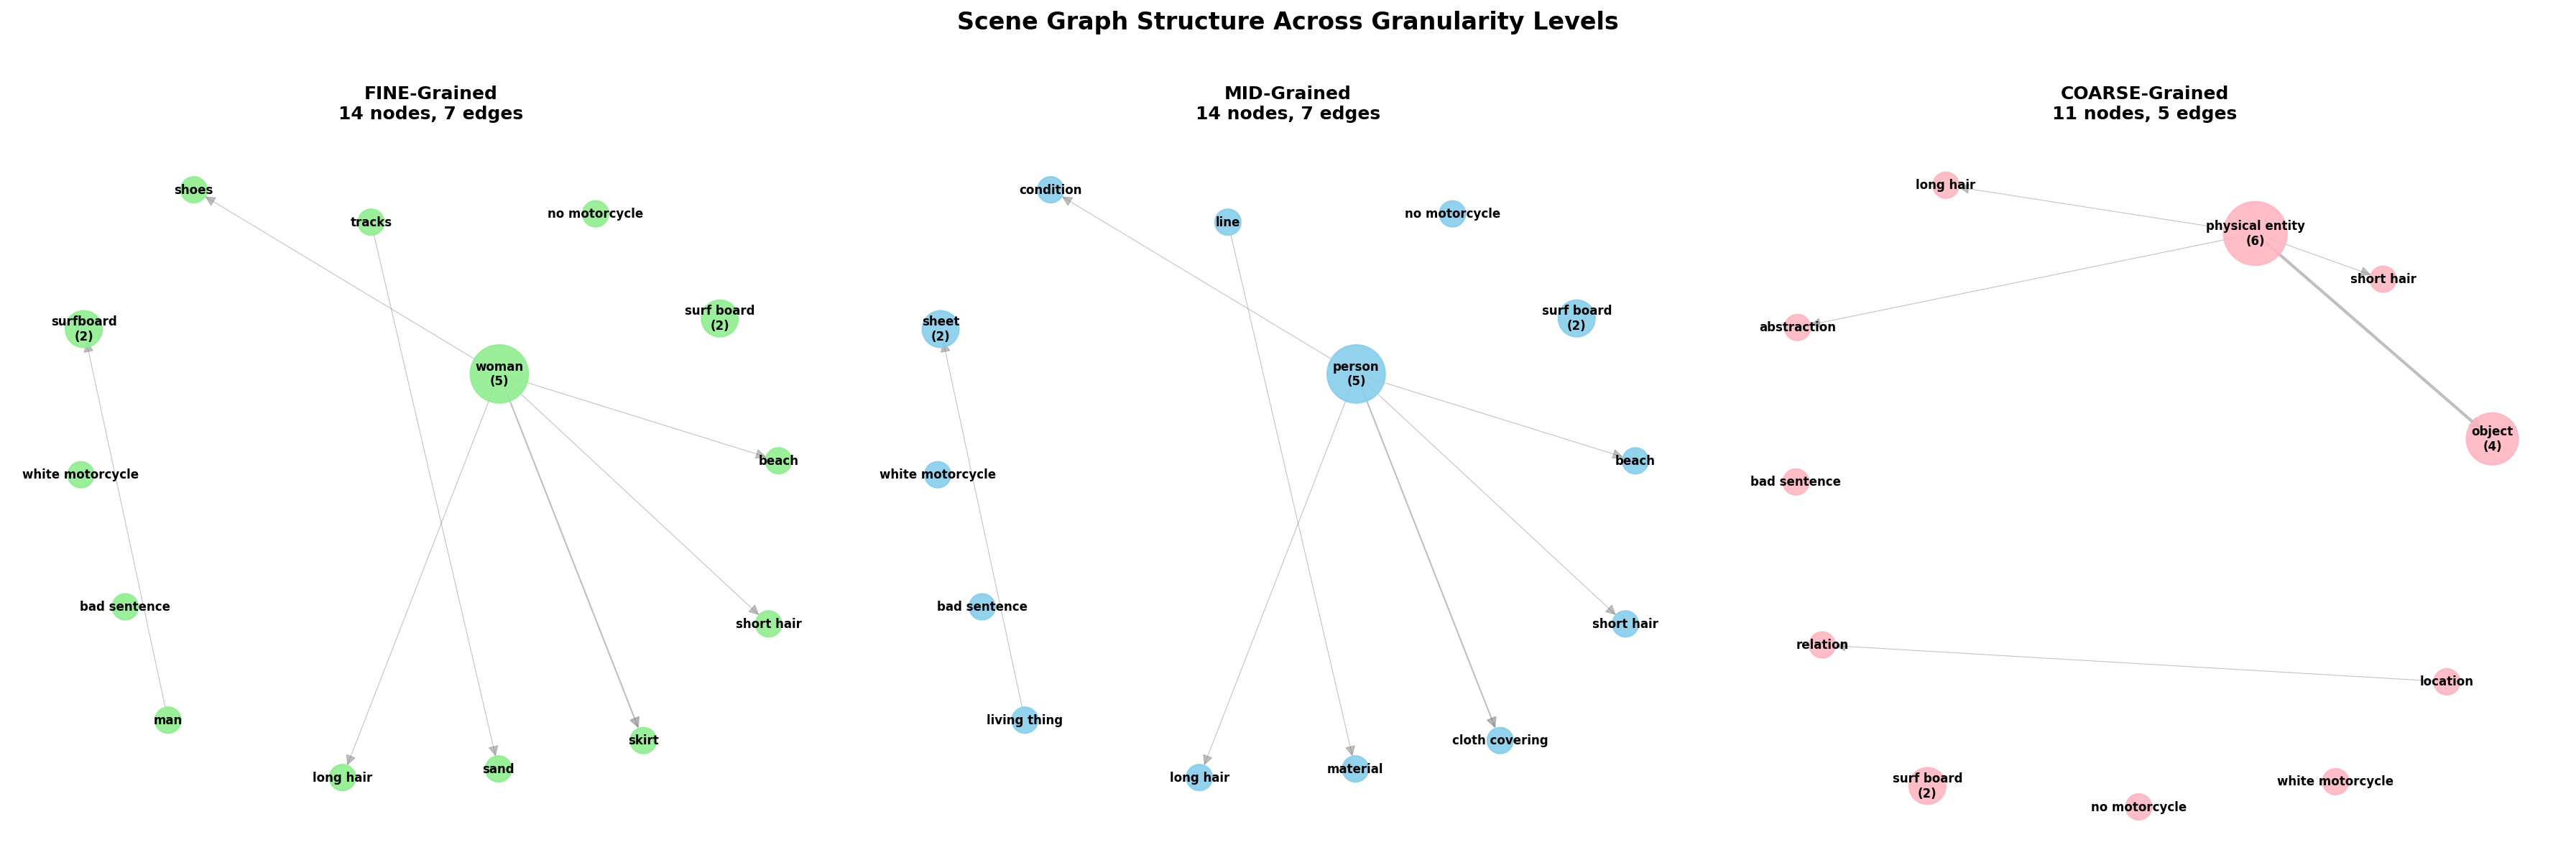 Scene Graph Structure Across Granularity Levels
FINE-Grained
14 nodes, 7 edges
shoes
tracks
no motorcycle
surfboard
(2)
surf board
(2)
woman
(5)
white motorcycle
beach
bad sentence
short hair
man
skirt
long hair
sand
MID-Grained
14 nodes, 7 edges
condition
line
no motorcycle
sheet
(2)
surf board
(2)
person
(5)
white motorcycle
beach
bad sentence
short hair
living thing
cloth covering
long hair
material
COARSE-Grained
11 nodes, 5 edges
long hair
physical entity
(6)
short hair
abstraction
object
(4)
bad sentence
relation
location
surf board
(2)
white motorcycle
no motorcycle